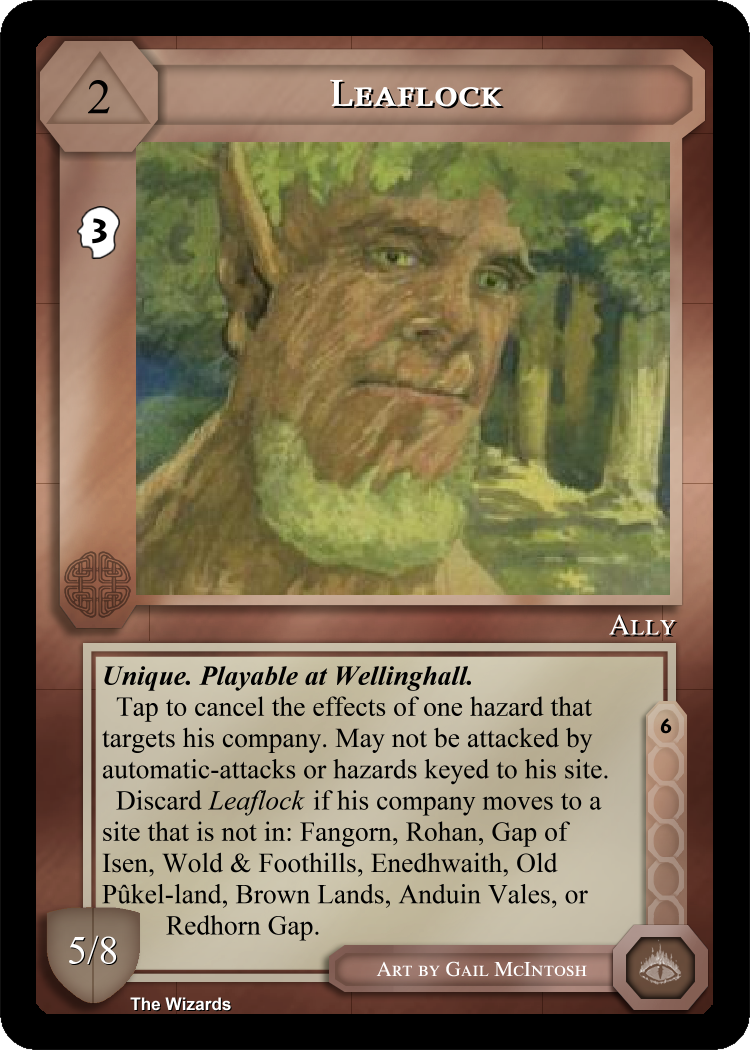 2
Leaflock
3
Ally
Unique. Playable at Wellinghall.
Tap to cancel the effects of one hazard that
targets his company. May not be attacked by
automatic-attacks or hazards keyed to his site.
Discard Leaflock if his company moves to a
site that is not in: Fangorn, Rohan, Gap of
Isen, Wold & Foothills, Enedhwaith, Old
Pûkel-land, Brown Lands, Anduin Vales, or
Redhorn Gap.
6
5/8
Art by Gail McIntosh
The Wizards